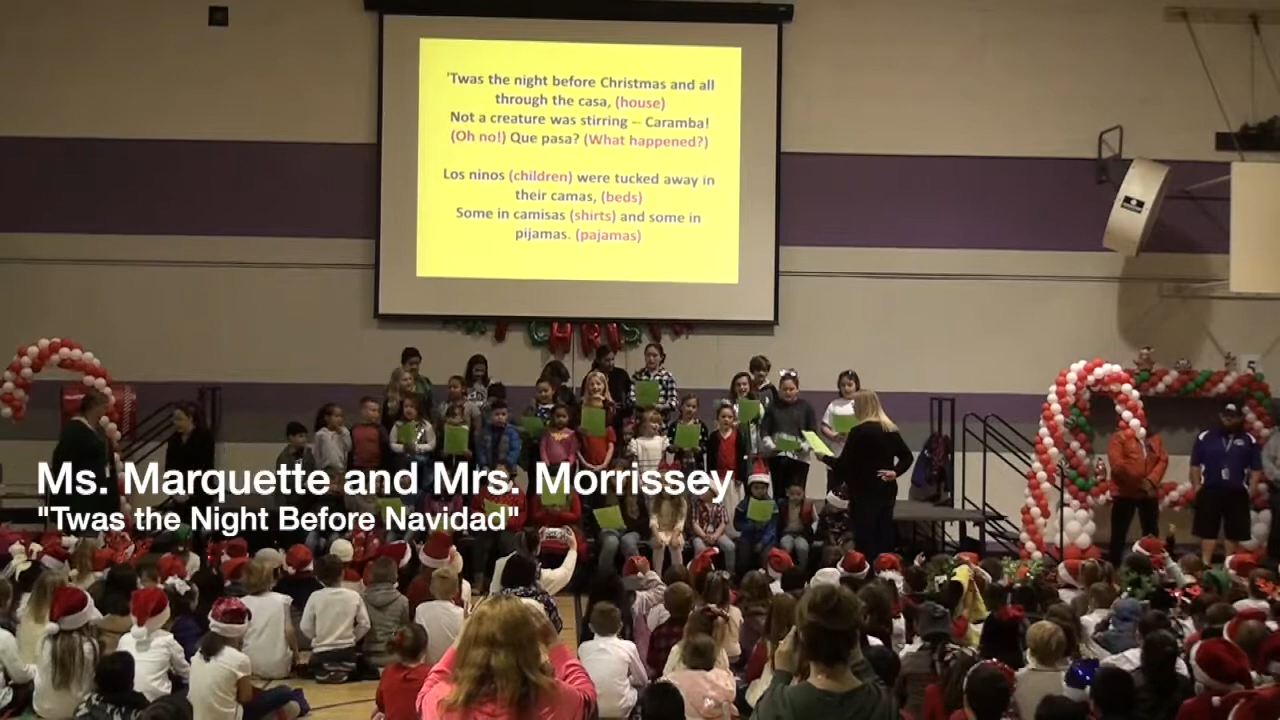 'Twas the night before Christmas and all
through the casa, (house)
Not a creature was stirring -- Caramba!
(Oh no!) Que pasa? (What happened?)
Los ninos (children) were tucked away in
their camas, (beds)
Some in camisas (shirts) and some in
pijamas. (pajamas)
5
Ms. Marquette and Mrs. Morrissey
"Twas the Night Before Navidad"